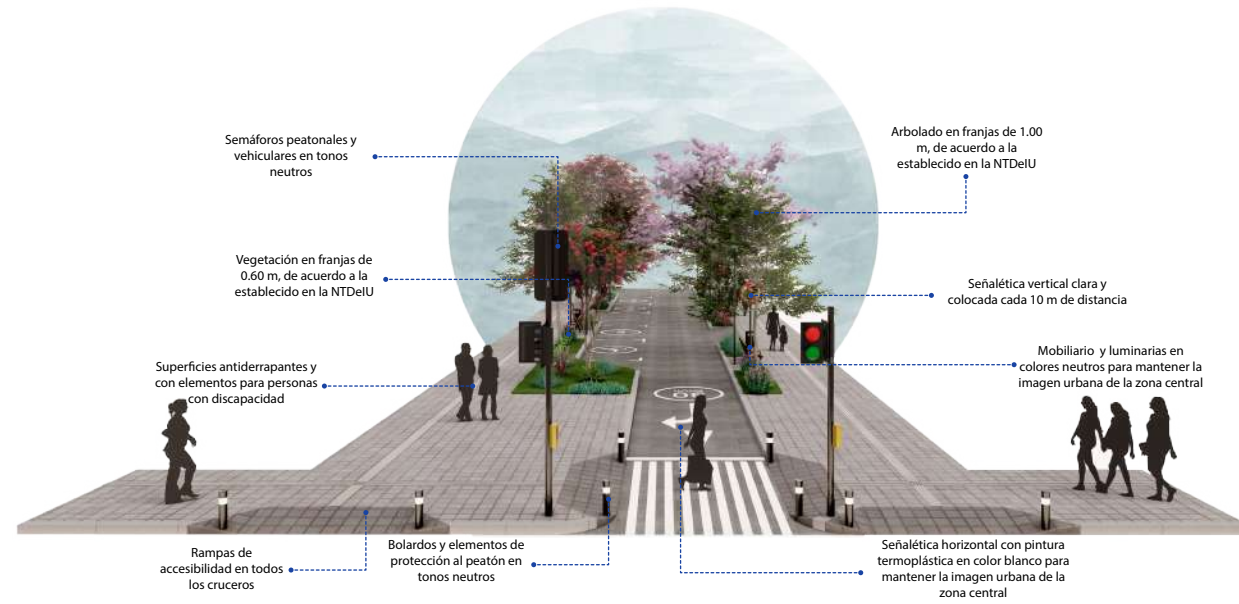 Semáforos peatonales y
vehiculares en tonos
neutros
Arbolado en franjas de 1.00
m, de acuerdo a la
establecido en la NTDeIU
Vegetación en franjas de
0.60 m, de acuerdo a la
establecido en la NTDeIU
Señalética vertical clara y
colocada cada 10 m de distancia
Superficies antiderrapantes y
con elementos para personas
con discapacidad
Mobiliario y luminarias en
colores neutros para mantener la
imagen urbana de la zona central
Rampas de
accesibilidad en todos
los cruceros
Bolardos y elementos de
protección al peatón en
tonos neutros
Señalética horizontal con pintura
termoplástica en color blanco para
mantener la imagen urbana de la
zona central